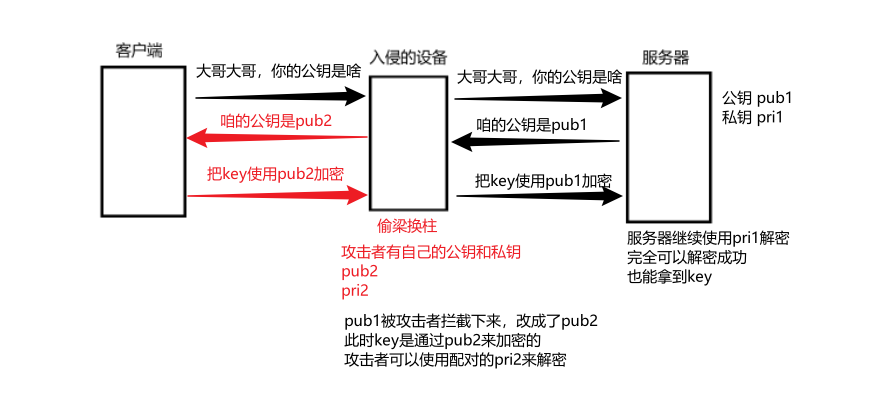 客户端
入侵的设备
服务器
大哥大哥，你的公钥是啥
大哥大哥，你的公钥是啥
公钥 pub1
私钥 pri1
咱的公钥是pub2
咱的公钥是pub1
把key使用pub2加密
把key使用pub1加密
偷梁换柱
攻击者有自己的公钥和私钥
pub2
pri2
服务器继续使用pri1解密
完全可以解密成功
也能拿到key
pub1被攻击者拦截下来，改成了pub2
此时key是通过pub2来加密的
攻击者可以使用配对的pri2来解密